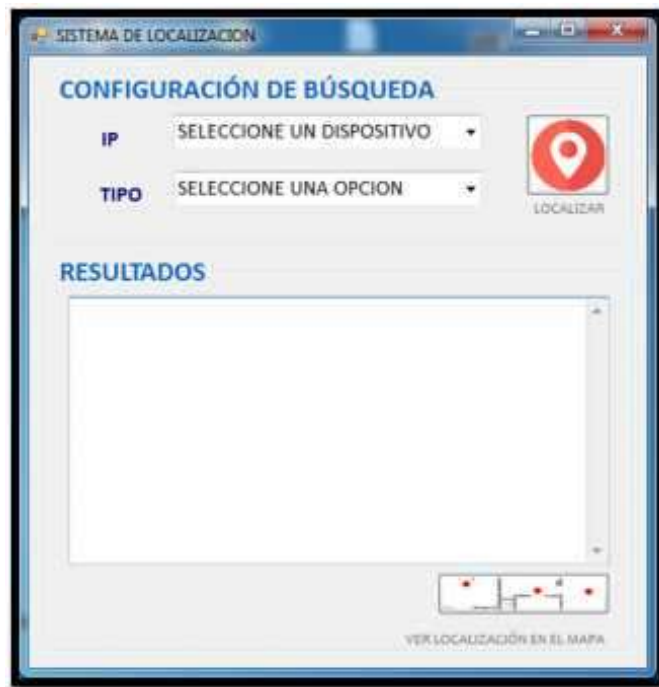 SISTEMA DE LOCALIZACION
CONFIGURACIÓN DE BÚSQUEDA
IP
SELECCIONE UN DISPOSITIVO
TIPO
SELECCIONE UNA OPCION
LOCALIZAR
RESULTADOS
VER LOCALIZACIÓN EN EL MAPA